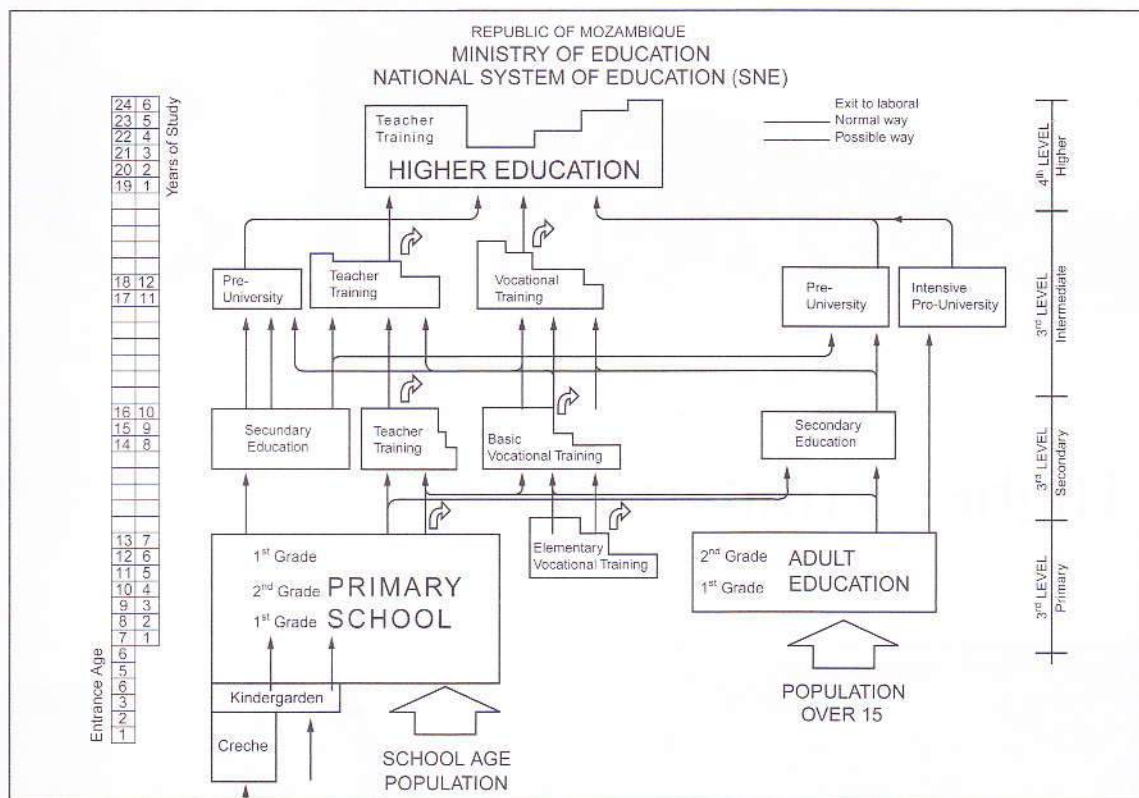 REPUBLIC OF MOZAMBIQUE
MINISTRY OF EDUCATION
NATIONAL SYSTEM OF EDUCATION (SNE)
Exit to laboral
Normal way
Possible way
24 6
23 5
22 4
21 3
20 2
19 1
Years of Study
Teacher
Training
HIGHER EDUCATION
4th LEVEL
Higher
18 12
17 11
Pre-
University
Teacher
Training
Vocational
Training
Pre-
University
Intensive
Pro-University
3rd LEVEL
Intermediate
16 10
15 9
14 8
Secundary
Education
Teacher
Training
Basic
Vocational Training
Secondary
Education
3rd LEVEL
Secondary
13 7
12 6
11 5
10 4
9 3
8 2
7 1
6
5
6
3
2
1
Entrance Age
1st Grade
2nd Grade
1st Grade
PRIMARY
SCHOOL
Elementary
Vocational Training
2nd Grade
1st Grade
ADULT
EDUCATION
3rd LEVEL
Primary
Kindergarden
Creche
SCHOOL AGE
POPULATION
POPULATION
OVER 15